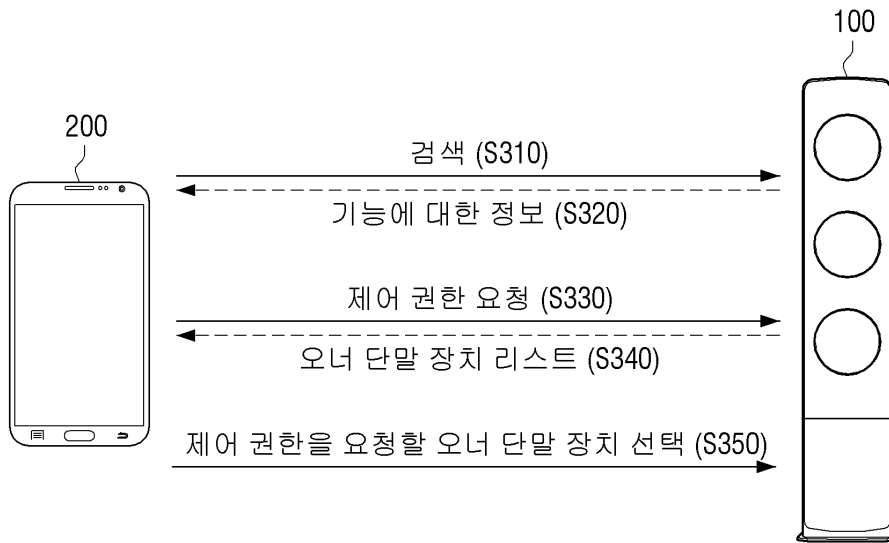 100
200
검색 (S310)
기능에 대한 정보 (S320)
제어 권한 요청 (S330)
오너 단말 장치 리스트 (S340)
제어 권한을 요청할 오너 단말 장치 선택 (S350)